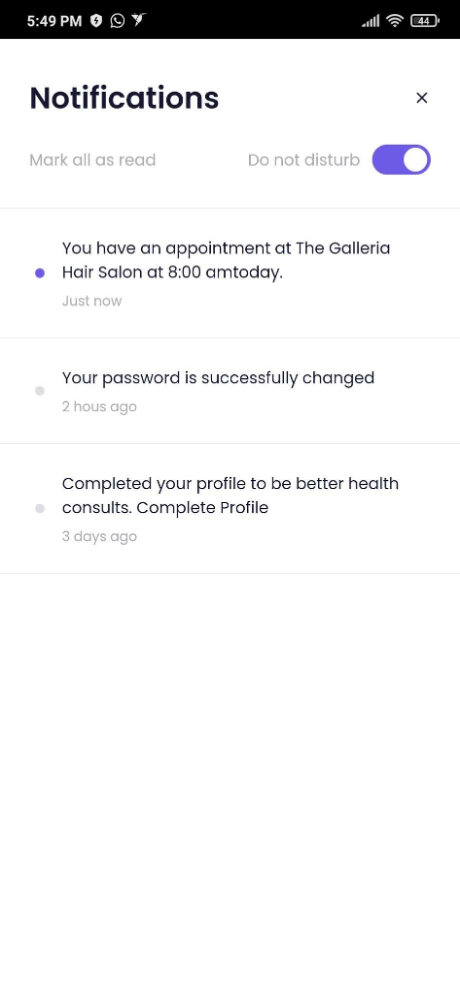 5:49 PM
44
Notifications
Mark all as read
Do not disturb
You have an appointment at The Galleria
Hair Salon at 8:00 amtoday.
Just now
Your password is successfully changed
2 hous ago
Completed your profile to be better health
consults. Complete Profile
3 days ago